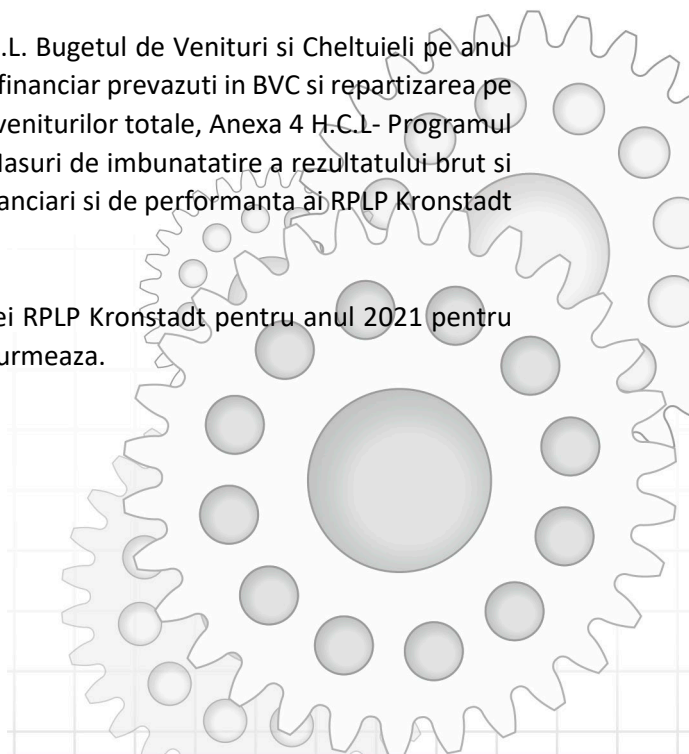 .L. Bugetul de Venituri si Cheltuieli pe anul
financiar prevazuti in BVC si repartizarea pe
veniturilor totale, Anexa 4 H.C.L- Programul
asuri de imbunatatire a rezultatului brut si
anciari si de performanta ai RPLP Kronstadt
ei RPLP Kronstadt pentru anul 2021 pentru
urmeaza.